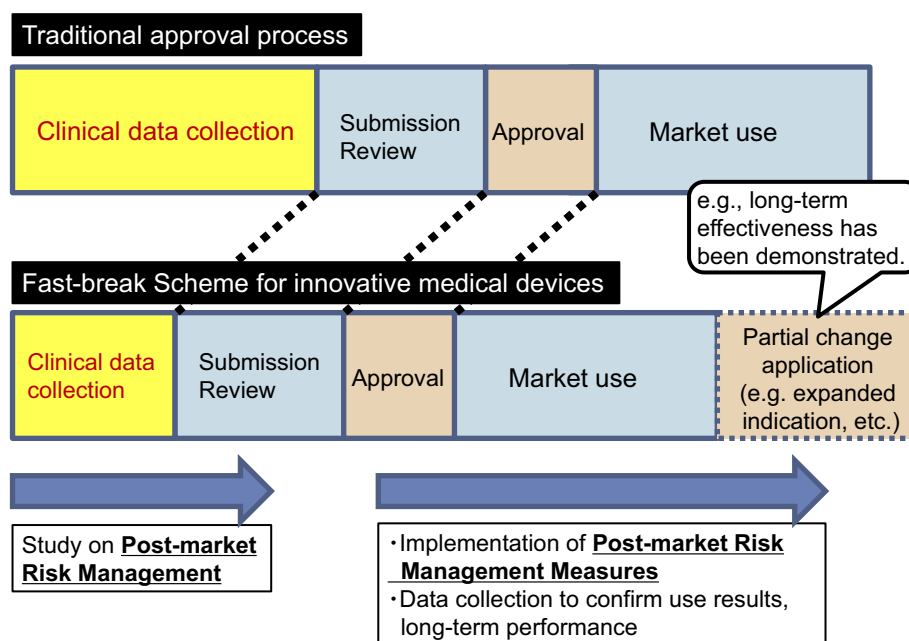 Traditional approval process
Clinical data collection
Submission
Review
Approval
Market use
e.g., long-term
effectiveness has
been demonstrated.
Fast-break Scheme for innovative medical devices
Clinical data
collection
Submission
Review
Approval
Market use
Partial change
application
(e.g. expanded
indication, etc.)
Study on Post-market
Risk Management
・Implementation of Post-market Risk
Management Measures
・Data collection to confirm use results,
long-term performance